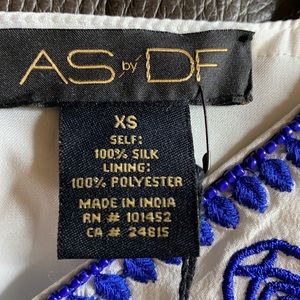 AS by DF
XS
SELF:
100% SILK
LINING:
100% POLYESTER
MADE IN INDIA
RN # 101452
CA # 24815